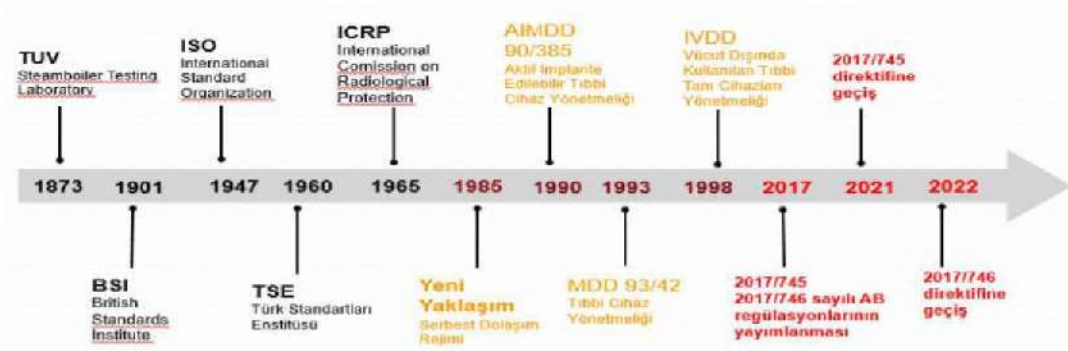 TUV
Steamboiler Testing
Laboratory
ISO
International
Standard
Organization
ICRP
International
Comission on
Radiological
Protection
AIMDD
90/385
Aktif Implante
Edilebilir Tıbbi
Cihaz Yönetmeliği
IVDD
Vücut Dışında
Kullanılan Tıbbi
Tanı Cihazları
Yönetmeliği
2017/745
direktifine
geçiş
1873 1901 1947 1960 1965 1985 1990 1993 1998 2017 2021 2022
BSI
British
Standards
Institute
TSE
Türk Standartları
Enstitüsü
Yeni
Yaklaşım
Serbest Dolaşım
Rejimi
MDD 93/42
Tıbbi Cihaz
Yönetmeliği
2017/745
2017/746 sayılı AB
regülasyonlarının
yayımlanması
2017/746
direktifine
geçiş